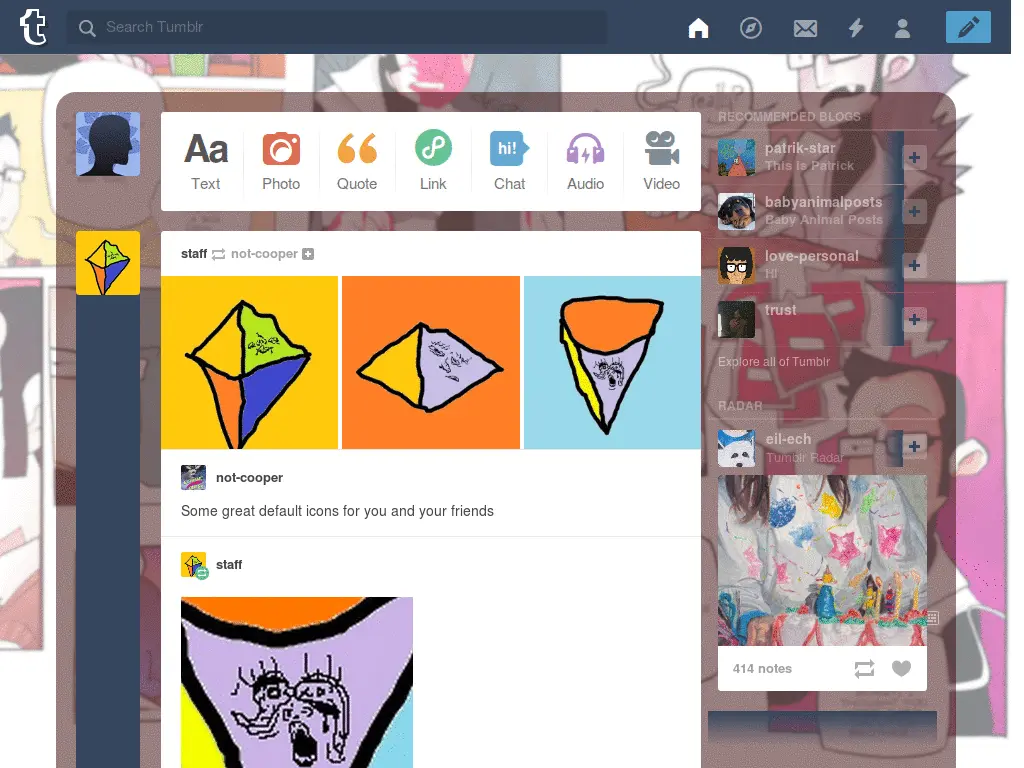 Search Tumblr
Aa
hi!
Text
Photo
Quote
Link
Chat
Audio
Video
staff not-cooper
not-cooper
Some great default icons for you and your friends
staff
RECOMMENDED BLOGS
patrik-star
This is Patrick
babyanimalposts
Baby Animal Posts
love-personal
HI
trust
Explore all of Tumblr
RADAR
eil-ech
Tumblr Radar
414 notes